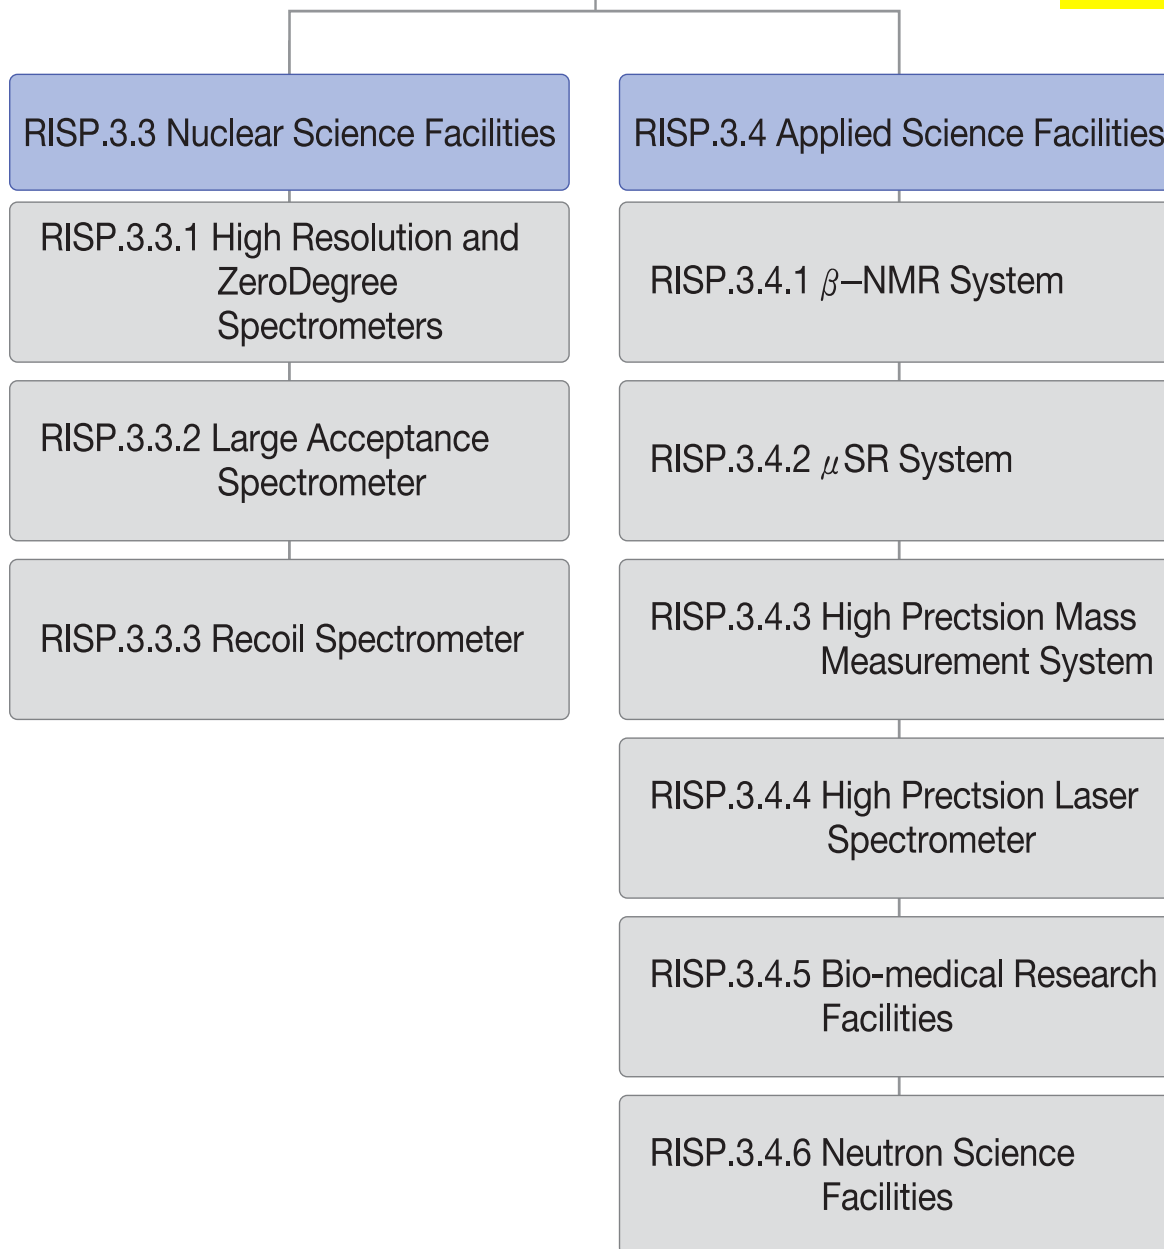 RISP.3.3 Nuclear Science Facilities
RISP.3.3.1 High Resolution and
ZeroDegree
Spectrometers
RISP.3.3.2 Large Acceptance
Spectrometer
RISP.3.3.3 Recoil Spectrometer
RISP.3.4 Applied Science Facilities
RISP.3.4.1 β–NMR System
RISP.3.4.2 μSR System
RISP.3.4.3 High Prectsion Mass
Measurement System
RISP.3.4.4 High Prectsion Laser
Spectrometer
RISP.3.4.5 Bio-medical Research
Facilities
RISP.3.4.6 Neutron Science
Facilities